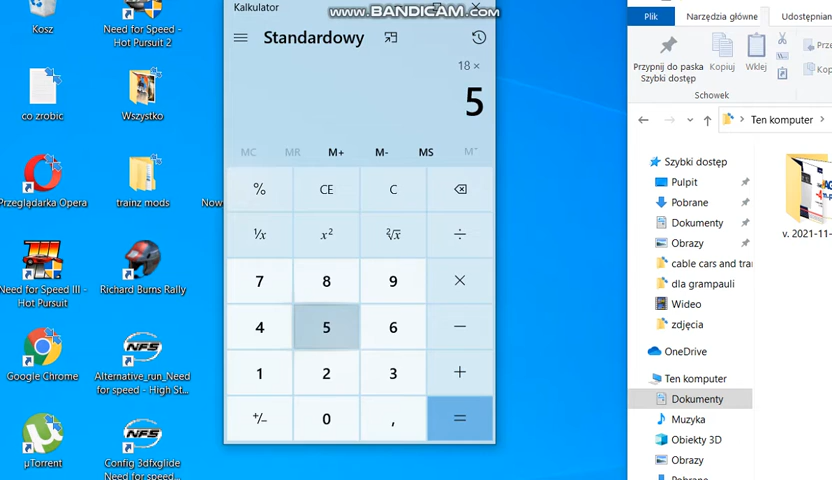 Kosz
Need for Speed -
Hot Pursuit 2
co zrobic
Wszystko
Przeglądarka Opera
trainz mods
Now
Need for Speed III -
Hot Pursuit
Richard Burns Rally
Google Chrome
Alternative_run_Need
for speed - High St...
µTorrent
Config 3dfxglide
Need for speed...
Kalkulator
www.BANDICAM.com
Standardowy
18 ×
5
MC
MR
M+
M-
MS
M˅
%
CE
C
⌫
¹/x
x²
²√x
÷
7
8
9
×
4
5
6
−
1
2
3
+
+/−
0
,
=
Plik
Narzędzia główne
Udostępnian
Przypnij do paska
Szybki dostęp
Kopiuj
Wklej
Schowek
Ten komputer
Szybki dostęp
Pulpit
Pobrane
Dokumenty
Obrazy
cable cars and tra
dla grampauli
Wideo
zdjęcia
OneDrive
Ten komputer
Dokumenty
Muzyka
Obiekty 3D
Obrazy
Pobrane
v. 2021-11-